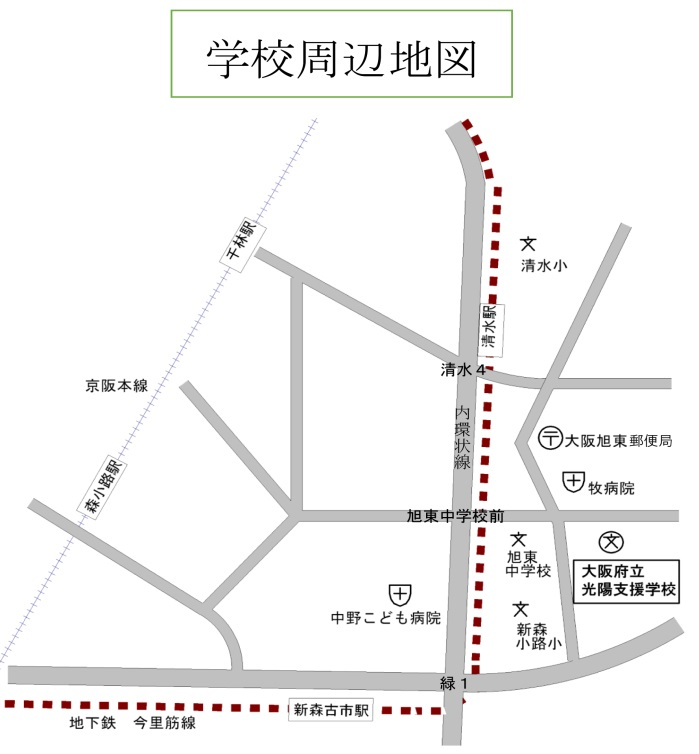 学校周辺地図
千林駅
文
清水小
清水駅
清水4
京阪本線
内環状線
〒
大阪旭東郵便局
森小路駅
牧病院
旭東中学校前
文
旭東
中学校
文
大阪府立
光陽支援学校
中野こども病院
文
新森
小路小
緑1
新森古市駅
地下鉄　今里筋線